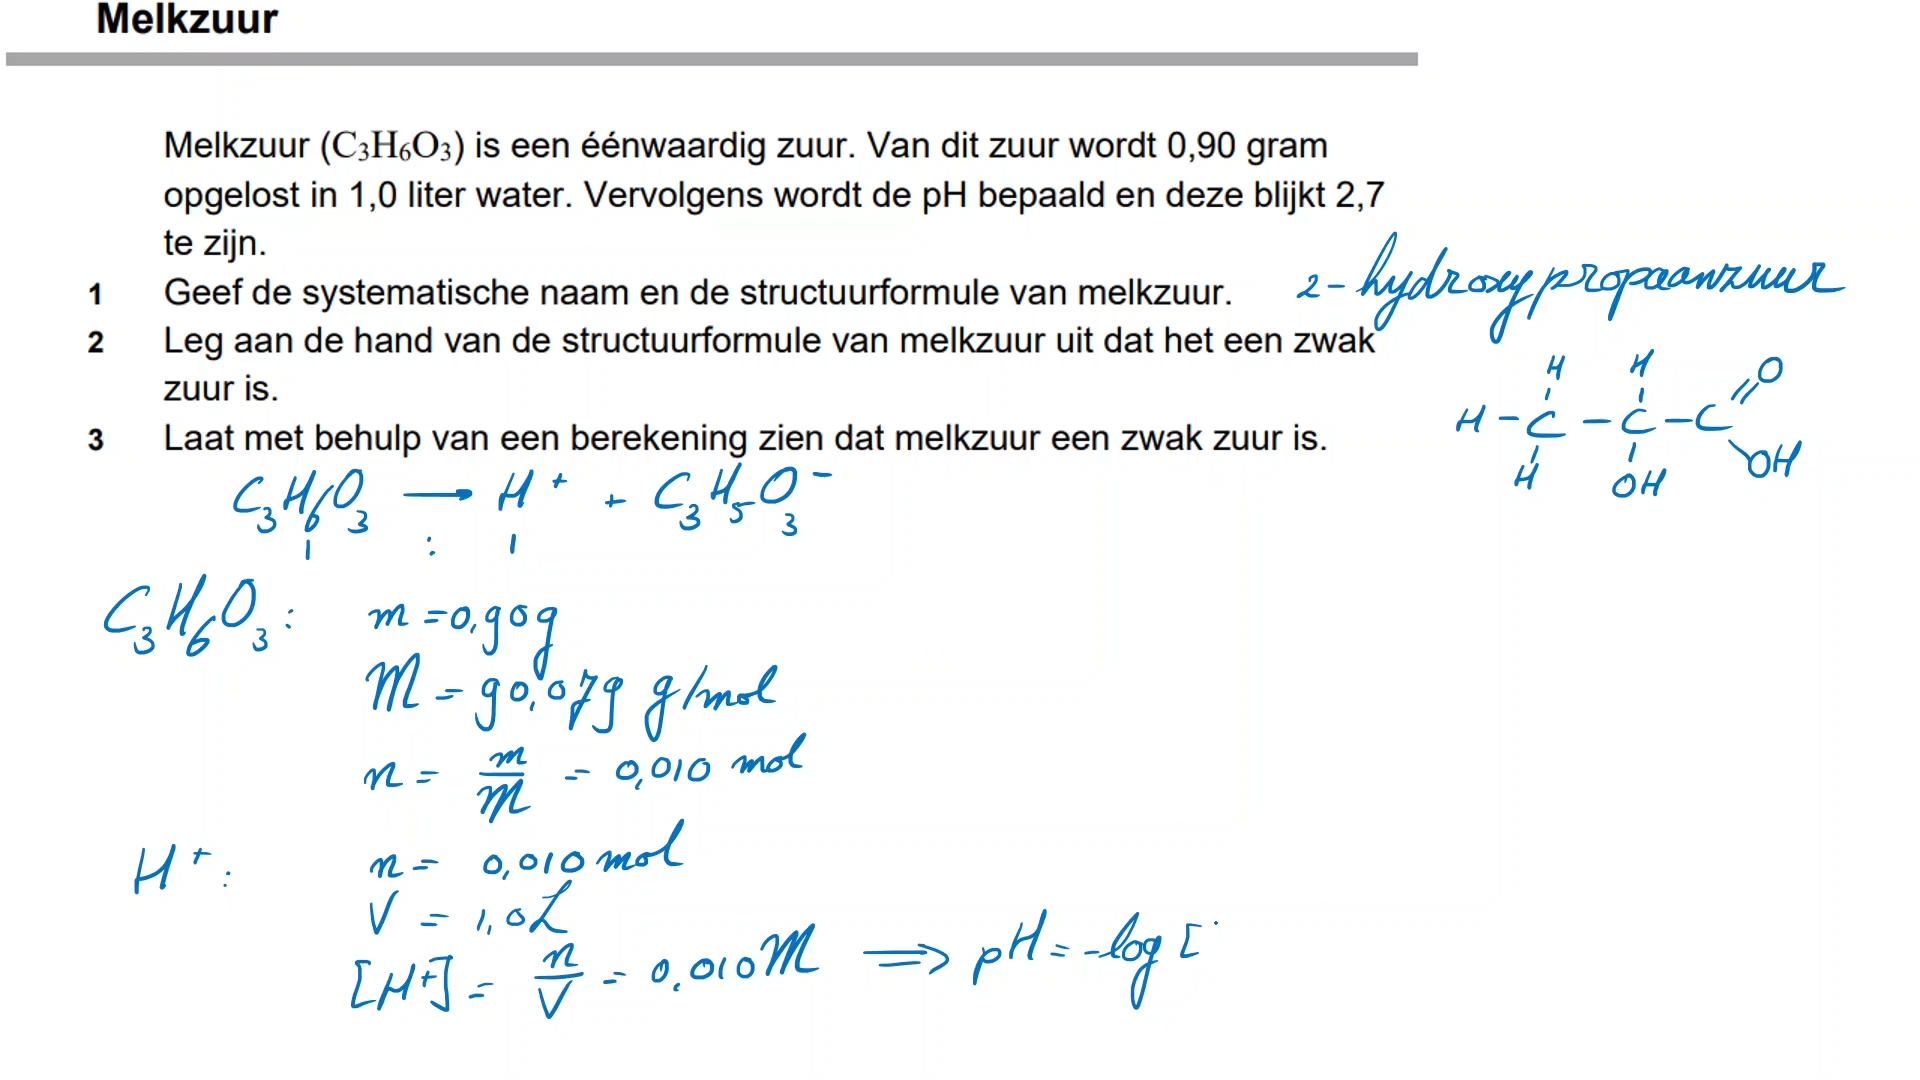 Melkzuur
Melkzuur (C₃H₆O₃) is een éénwaardig zuur. Van dit zuur wordt 0,90 gram
opgelost in 1,0 liter water. Vervolgens wordt de pH bepaald en deze blijkt 2,7
te zijn.
1 Geef de systematische naam en de structuurformule van melkzuur.
2-hydroxypropaanzuur
2 Leg aan de hand van de structuurformule van melkzuur uit dat het een zwak
zuur is.
H H O
H - C - C - C
H OH OH
3 Laat met behulp van een berekening zien dat melkzuur een zwak zuur is.
C₃H₆O₃ → H⁺ + C₃H₅O₃⁻
1 : 1
C₃H₆O₃ : m = 0,90g
M = 90,079 g/mol
n = m/M = 0,010 mol
H⁺ : n = 0,010 mol
V = 1,0L
[H⁺] = n/V = 0,010M ⇒ pH = -log [